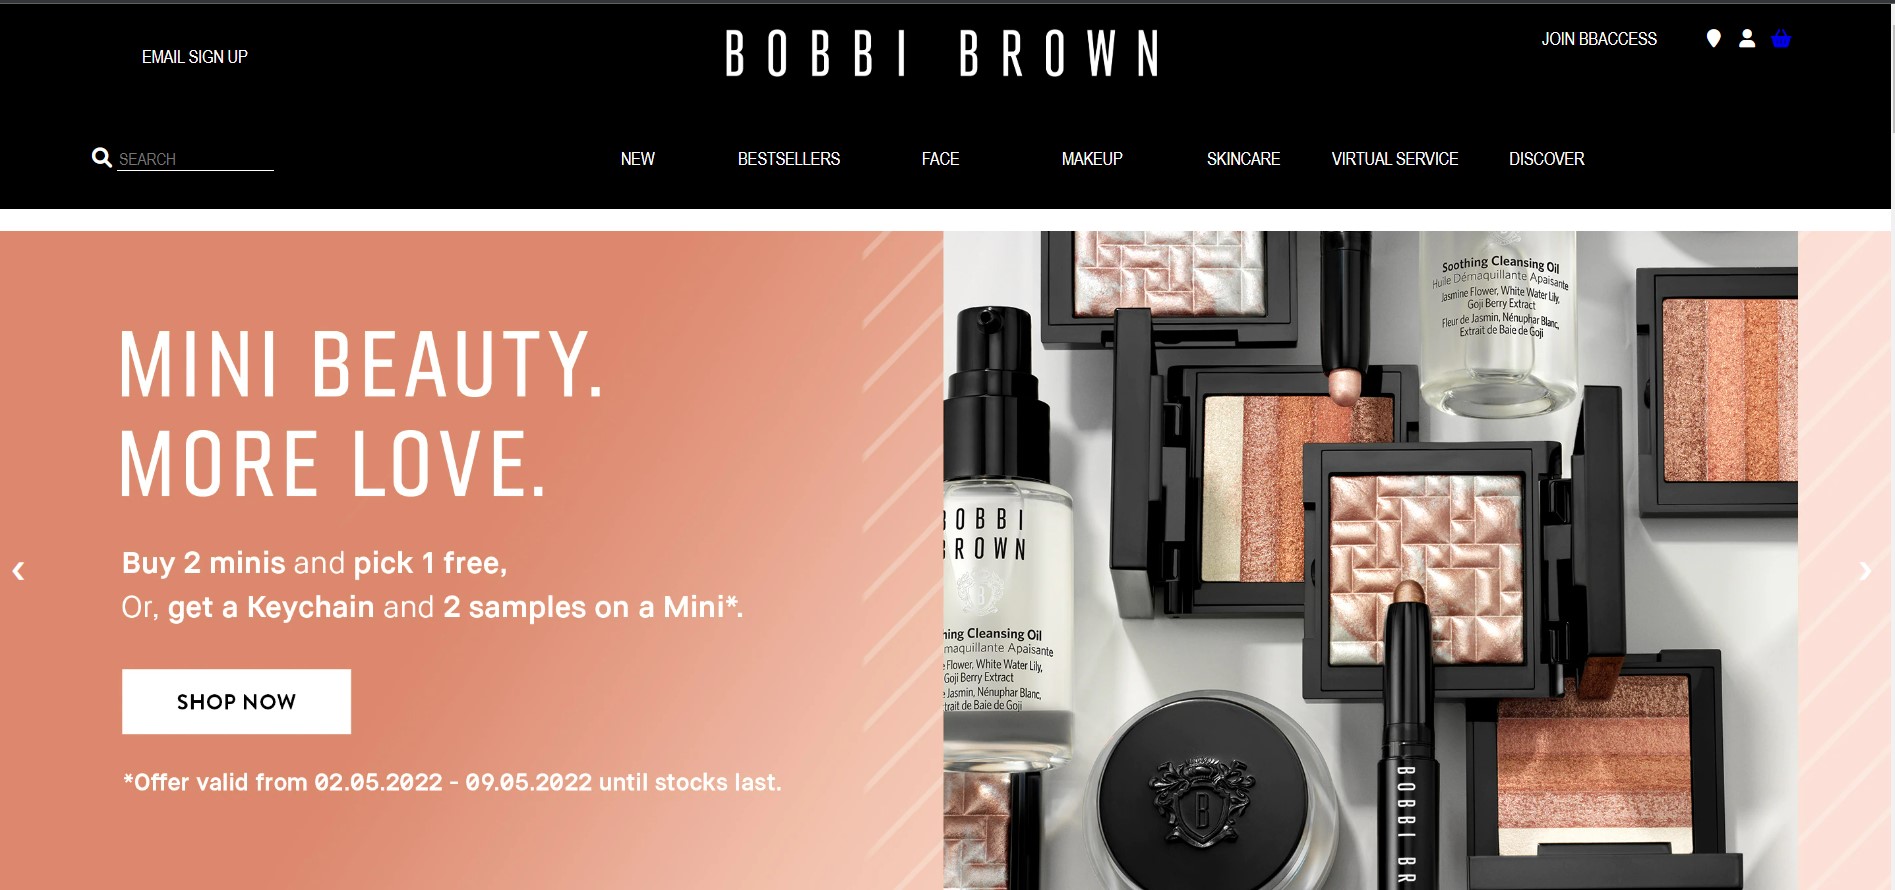 EMAIL SIGN UP
BOBBI BROWN
JOIN BBACCESS
SEARCH
NEW
BESTSELLERS
FACE
MAKEUP
SKINCARE
VIRTUAL SERVICE
DISCOVER
MINI BEAUTY.
MORE LOVE.
Buy 2 minis and pick 1 free,
Or, get a Keychain and 2 samples on a Mini*.
SHOP NOW
*Offer valid from 02.05.2022 - 09.05.2022 until stocks last.
Soothing Cleansing Oil
Huile Démaquillante Apaisante
Jasmine Flower, White Water Lily,
Goji Berry Extract
Fleur de Jasmin, Nénuphar Blanc,
Extrait de Baie de Goji
BOBBI
BROWN
B
hing Cleansing Oil
maquillante Apaisante
Flower, White Water Lily,
Goji Berry Extract
Jasmin, Nénuphar Blanc,
trait de Baie de Goji
B
BOBBI BR